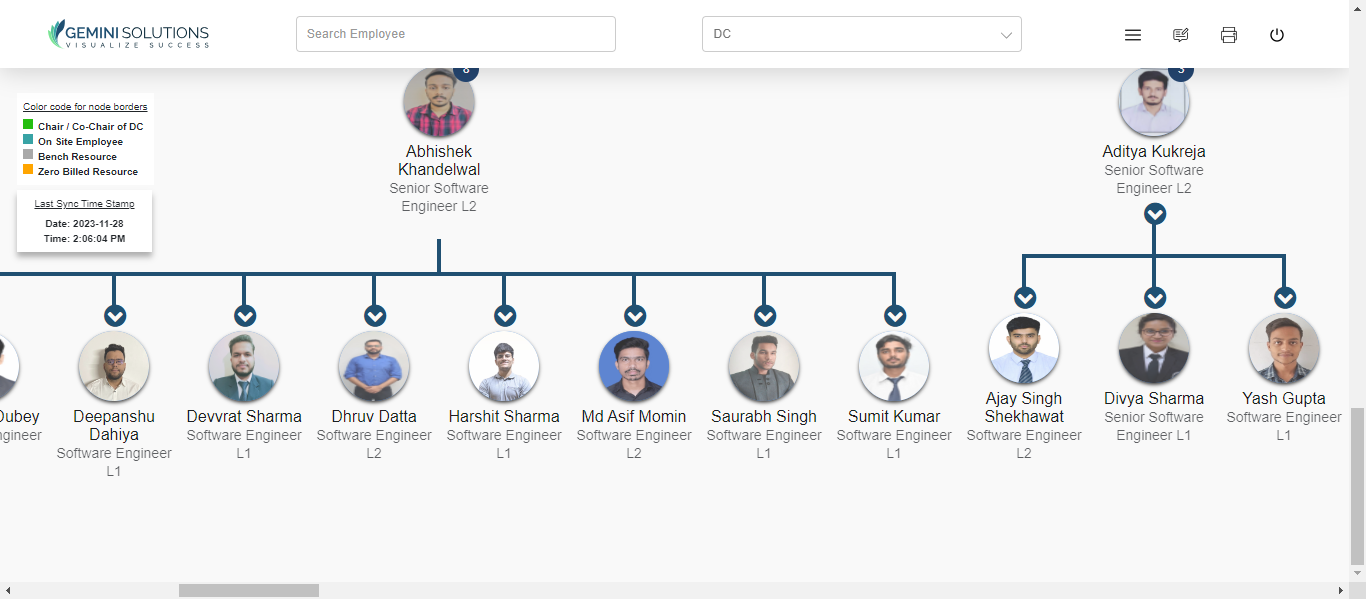 GEMINI SOLUTIONS
VISUALIZE SUCCESS
Search Employee
DC
Color code for node borders
Chair / Co-Chair of DC
On Site Employee
Bench Resource
Zero Billed Resource
Last Sync Time Stamp
Date: 2023-11-28
Time: 2:06:04 PM
8
Abhishek
Khandelwal
Senior Software
Engineer L2
3
Aditya Kukreja
Senior Software
Engineer L2
Dubey
ngineer
Deepanshu
Dahiya
Software Engineer
L1
Devvrat Sharma
Software Engineer
L1
Dhruv Datta
Software Engineer
L2
Harshit Sharma
Software Engineer
L1
Md Asif Momin
Software Engineer
L2
Saurabh Singh
Software Engineer
L1
Sumit Kumar
Software Engineer
L1
Ajay Singh
Shekhawat
Software Engineer
L2
Divya Sharma
Senior Software
Engineer L1
Yash Gupta
Software Engineer
L1